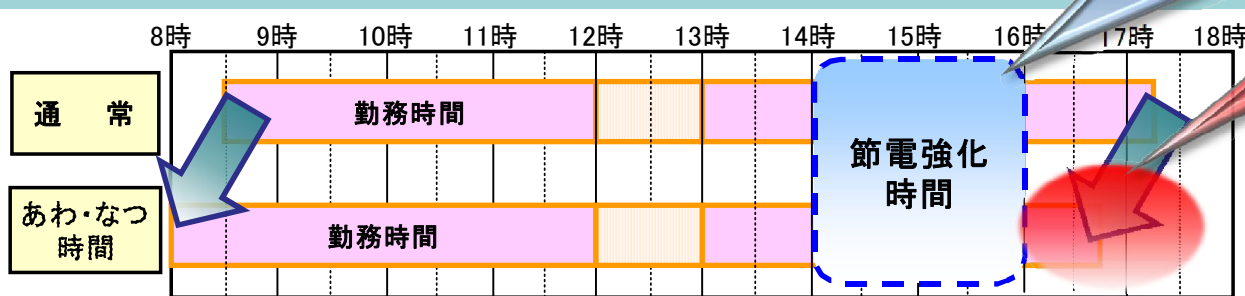 8時 9時 10時 11時 12時 13時 14時 15時 16時 17時 18時
通 常
勤務時間
節電強化
時間
あわ・なつ
時間
勤務時間